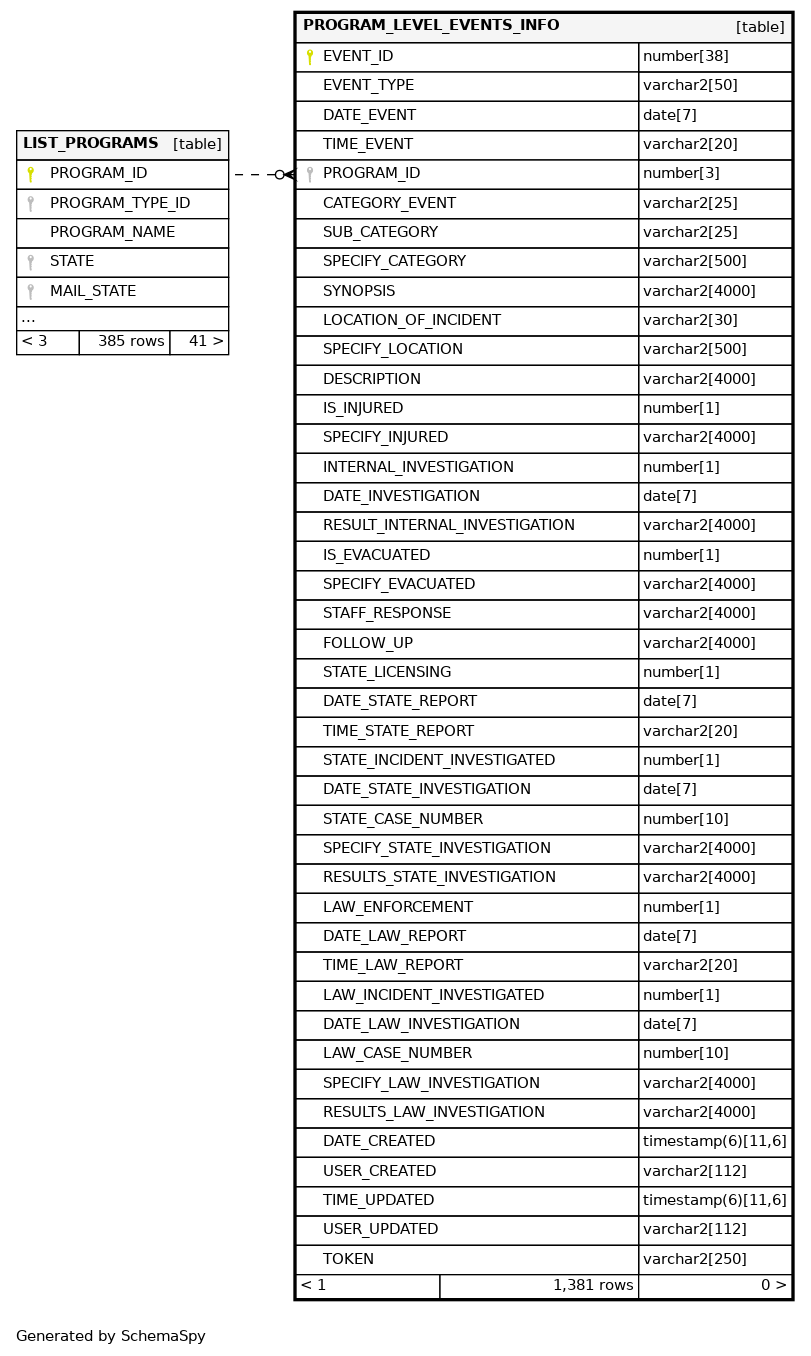 PROGRAM_LEVEL_EVENTS_INFO [table]
EVENT_ID number[38]
EVENT_TYPE varchar2[50]
DATE_EVENT date[7]
TIME_EVENT varchar2[20]
PROGRAM_ID number[3]
CATEGORY_EVENT varchar2[25]
SUB_CATEGORY varchar2[25]
SPECIFY_CATEGORY varchar2[500]
SYNOPSIS varchar2[4000]
LOCATION_OF_INCIDENT varchar2[30]
SPECIFY_LOCATION varchar2[500]
DESCRIPTION varchar2[4000]
IS_INJURED number[1]
SPECIFY_INJURED varchar2[4000]
INTERNAL_INVESTIGATION number[1]
DATE_INVESTIGATION date[7]
RESULT_INTERNAL_INVESTIGATION varchar2[4000]
IS_EVACUATED number[1]
SPECIFY_EVACUATED varchar2[4000]
STAFF_RESPONSE varchar2[4000]
FOLLOW_UP varchar2[4000]
STATE_LICENSING number[1]
DATE_STATE_REPORT date[7]
TIME_STATE_REPORT varchar2[20]
STATE_INCIDENT_INVESTIGATED number[1]
DATE_STATE_INVESTIGATION date[7]
STATE_CASE_NUMBER number[10]
SPECIFY_STATE_INVESTIGATION varchar2[4000]
RESULTS_STATE_INVESTIGATION varchar2[4000]
LAW_ENFORCEMENT number[1]
DATE_LAW_REPORT date[7]
TIME_LAW_REPORT varchar2[20]
LAW_INCIDENT_INVESTIGATED number[1]
DATE_LAW_INVESTIGATION date[7]
LAW_CASE_NUMBER number[10]
SPECIFY_LAW_INVESTIGATION varchar2[4000]
RESULTS_LAW_INVESTIGATION varchar2[4000]
DATE_CREATED timestamp(6)[11,6]
USER_CREATED varchar2[112]
TIME_UPDATED timestamp(6)[11,6]
USER_UPDATED varchar2[112]
TOKEN varchar2[250]
< 1 1,381 rows 0 >
LIST_PROGRAMS [table]
PROGRAM_ID
PROGRAM_TYPE_ID
PROGRAM_NAME
STATE
MAIL_STATE
...
< 3 385 rows 41 >
Generated by SchemaSpy